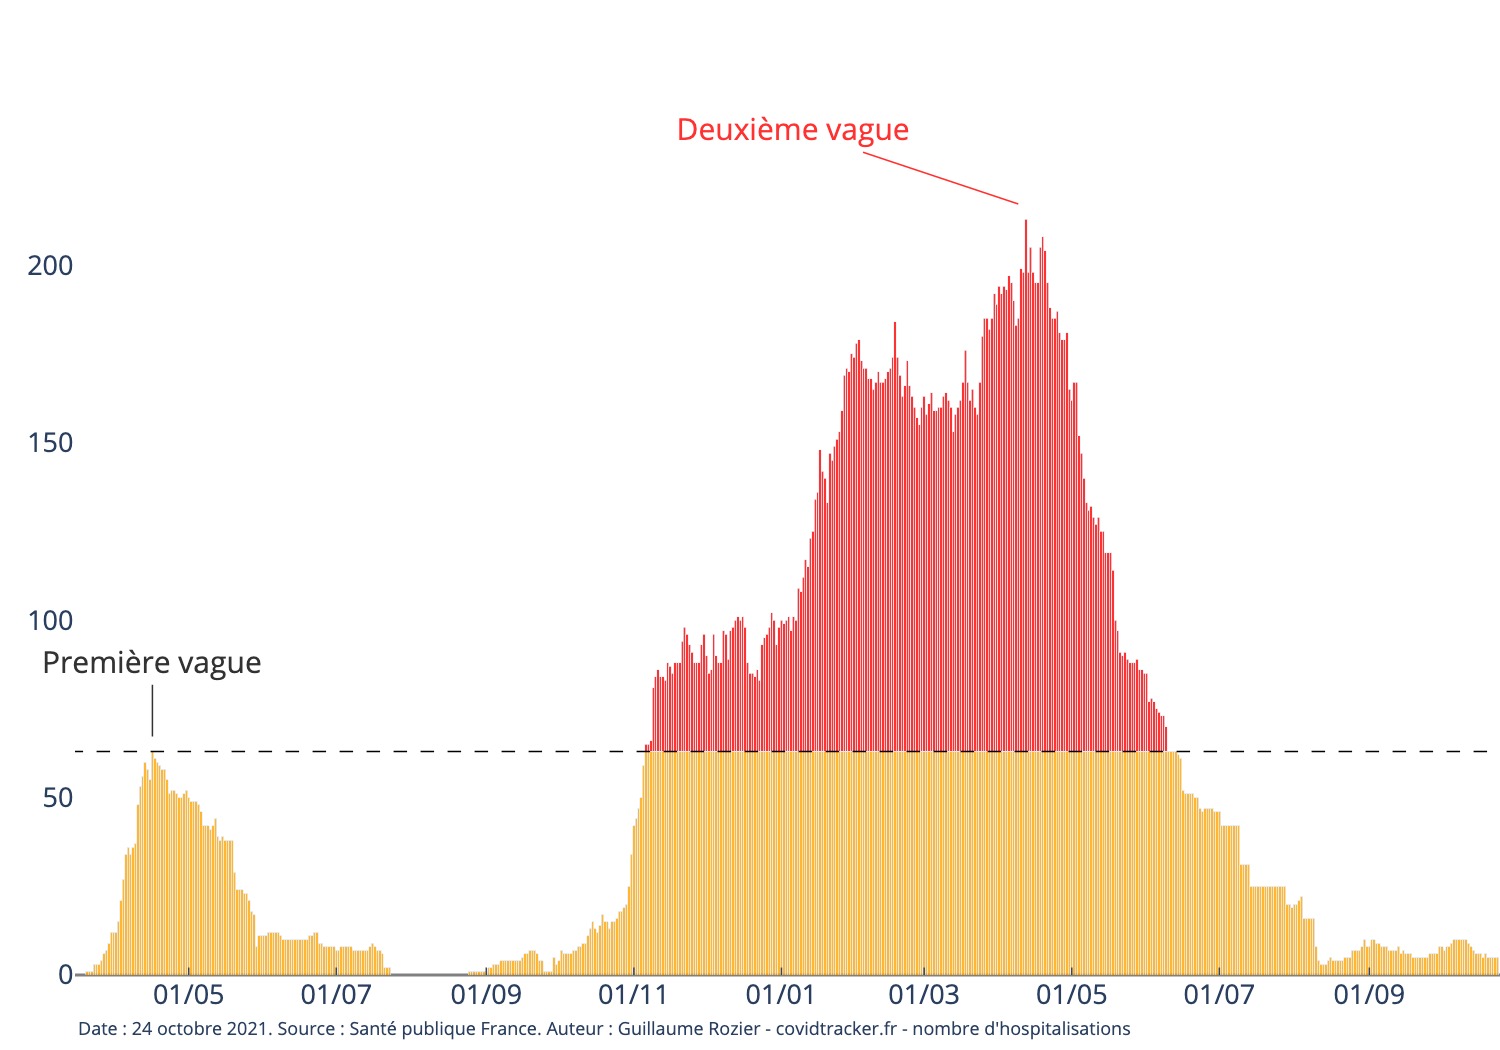 Deuxième vague
200
150
100
Première vague
50
0
01/05 01/07 01/09 01/11 01/01 01/03 01/05 01/07 01/09
Date : 24 octobre 2021. Source : Santé publique France. Auteur : Guillaume Rozier - covidtracker.fr - nombre d'hospitalisations